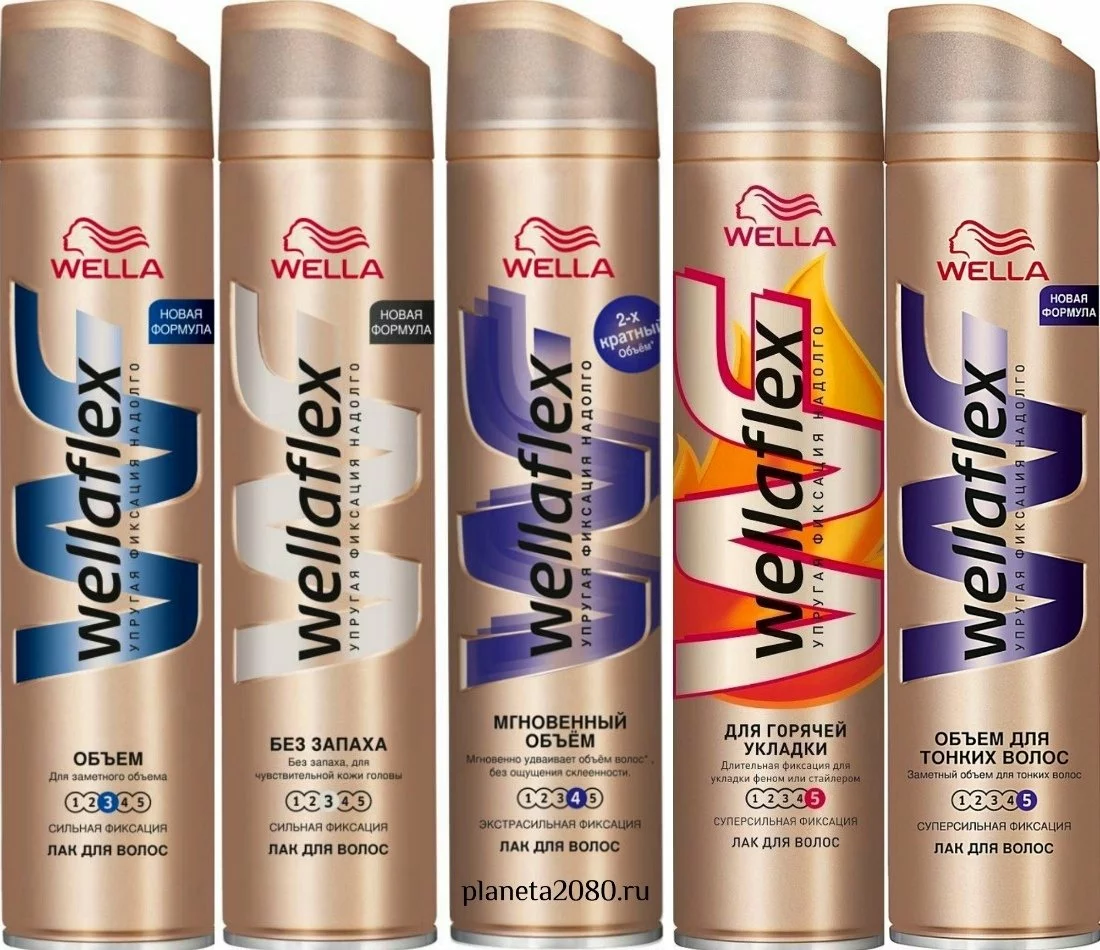 WELLA
НОВАЯ
ФОРМУЛА
wellaflex
УПРУГАЯ ФИКСАЦИЯ НАДОЛГО
ОБЪЕМ
Для заметного объема
1 2 3 4 5
СИЛЬНАЯ ФИКСАЦИЯ
ЛАК ДЛЯ ВОЛОС
WELLA
НОВАЯ
ФОРМУЛА
wellaflex
УПРУГАЯ ФИКСАЦИЯ НАДОЛГО
БЕЗ ЗАПАХА
Без запаха, для
чувствительной кожи головы
1 2 3 4 5
СИЛЬНАЯ ФИКСАЦИЯ
ЛАК ДЛЯ ВОЛОС
WELLA
2-х
кратный
объём*
wellaflex
УПРУГАЯ ФИКСАЦИЯ НАДОЛГО
МГНОВЕННЫЙ
ОБЪЁМ
Мгновенно удваивает объём волос*,
без ощущения склеенности.
1 2 3 4 5
ЭКСТРАСИЛЬНАЯ ФИКСАЦИЯ
ЛАК ДЛЯ ВОЛОС
WELLA
wellaflex
УПРУГАЯ ФИКСАЦИЯ НАДОЛГО
ДЛЯ ГОРЯЧЕЙ
УКЛАДКИ
Длительная фиксация для
укладки феном или стайлером
1 2 3 4 5
СУПЕРСИЛЬНАЯ ФИКСАЦИЯ
ЛАК ДЛЯ ВОЛОС
WELLA
НОВАЯ
ФОРМУЛА
wellaflex
УПРУГАЯ ФИКСАЦИЯ НАДОЛГО
ОБЪЕМ ДЛЯ
ТОНКИХ ВОЛОС
Заметный объем для тонких волос
1 2 3 4 5
СУПЕРСИЛЬНАЯ ФИКСАЦИЯ
ЛАК ДЛЯ ВОЛОС
planeta2080.ru